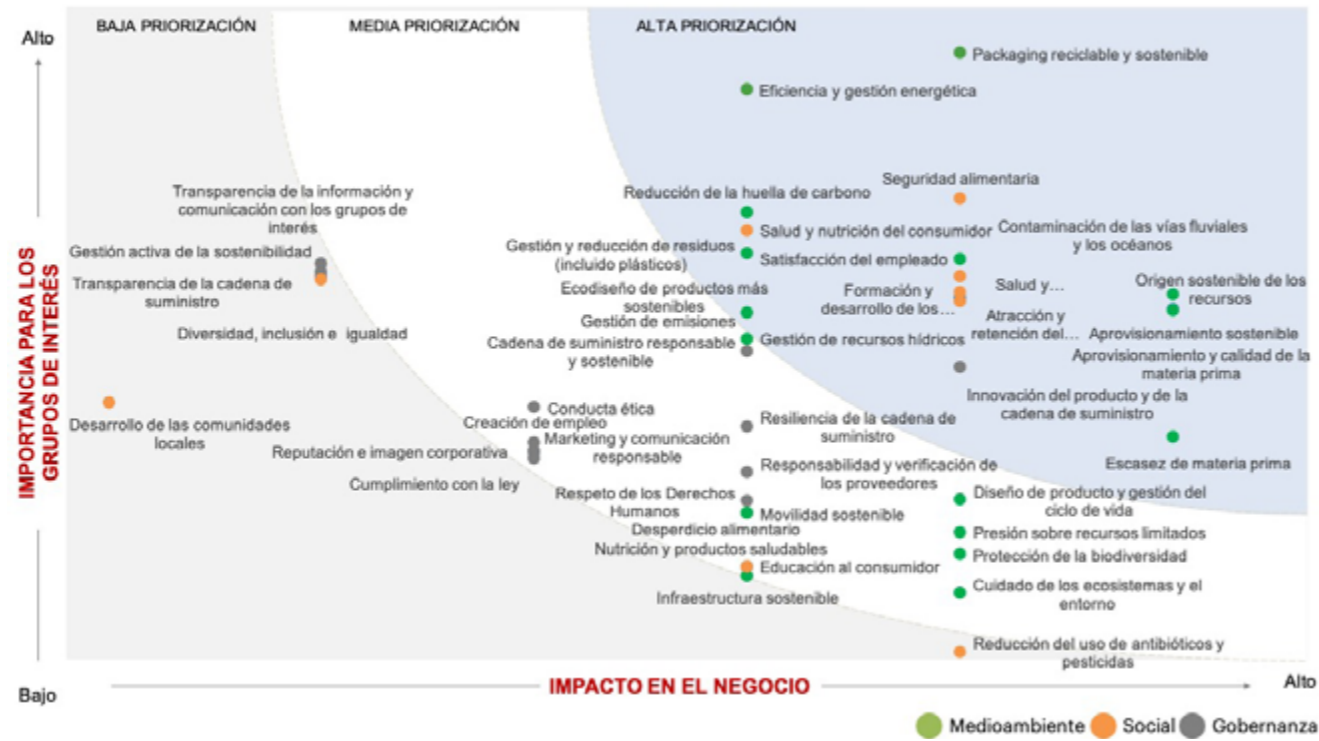 BAJA PRIORIZACIÓN
MEDIA PRIORIZACIÓN
ALTA PRIORIZACIÓN
Alto
Packaging reciclable y sostenible
Eficiencia y gestión energética
Transparencia de la información y
comunicación con los grupos de
interés
Reducción de la huella de carbono
Seguridad alimentaria
Salud y nutrición del consumidor
Contaminación de las vías fluviales
y los océanos
Gestión activa de la sostenibilidad
Gestión y reducción de residuos
(incluido plásticos)
Satisfacción del empleado
Transparencia de la cadena de
suministro
Ecodiseño de productos más
sostenibles
Formación y
desarrollo de los...
Salud y...
Origen sostenible de los
recursos
Gestión de emisiones
Atracción y
retención del...
Aprovisionamiento sostenible
Diversidad, inclusión e igualdad
Cadena de suministro responsable
y sostenible
Gestión de recursos hídricos
Aprovisionamiento y calidad de la
materia prima
Innovación del producto y de la
cadena de suministro
Desarrollo de las comunidades
locales
Conducta ética
Creación de empleo
Resiliencia de la cadena de
suministro
Reputación e imagen corporativa
Marketing y comunicación
responsable
Escasez de materia prima
Cumplimiento con la ley
Responsabilidad y verificación de
los proveedores
Respeto de los Derechos
Humanos
Movilidad sostenible
Diseño de producto y gestión del
ciclo de vida
Desperdicio alimentario
Presión sobre recursos limitados
Nutrición y productos saludables
Protección de la biodiversidad
Educación al consumidor
Infraestructura sostenible
Cuidado de los ecosistemas y el
entorno
Reducción del uso de antibióticos y
pesticidas
IMPORTANCIA PARA LOS
GRUPOS DE INTERÉS
Bajo
IMPACTO EN EL NEGOCIO
Alto
Medioambiente
Social
Gobernanza